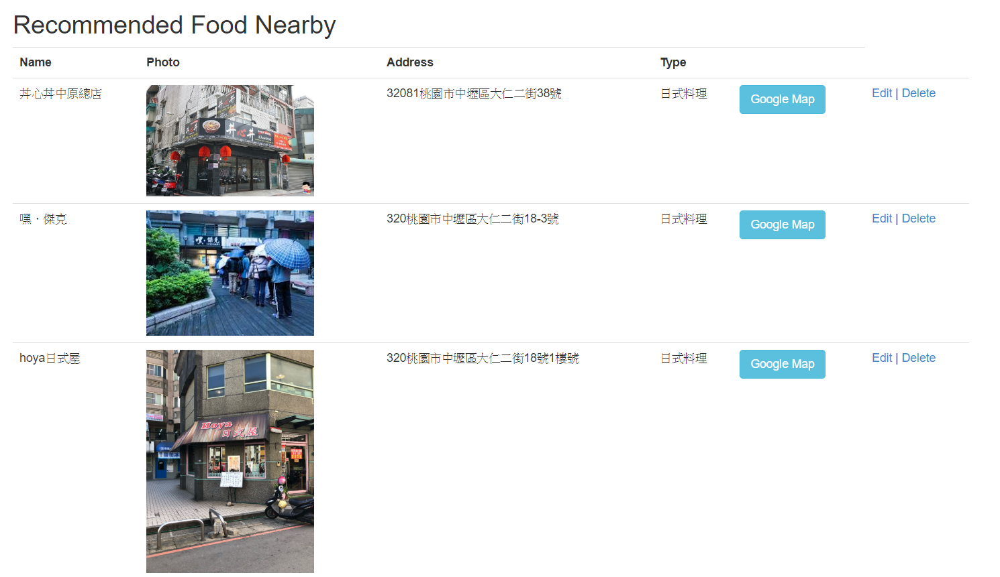 Recommended Food Nearby
Name Photo Address Type
丼心丼中原總店 32081桃園市中壢區大仁二街38號 日式料理 Google Map Edit | Delete
丼心丼
嘿・傑克 320桃園市中壢區大仁二街18-3號 日式料理 Google Map Edit | Delete
嘿・傑克
hoya日式屋 320桃園市中壢區大仁二街18號1樓號 日式料理 Google Map Edit | Delete
Hoya
日式屋